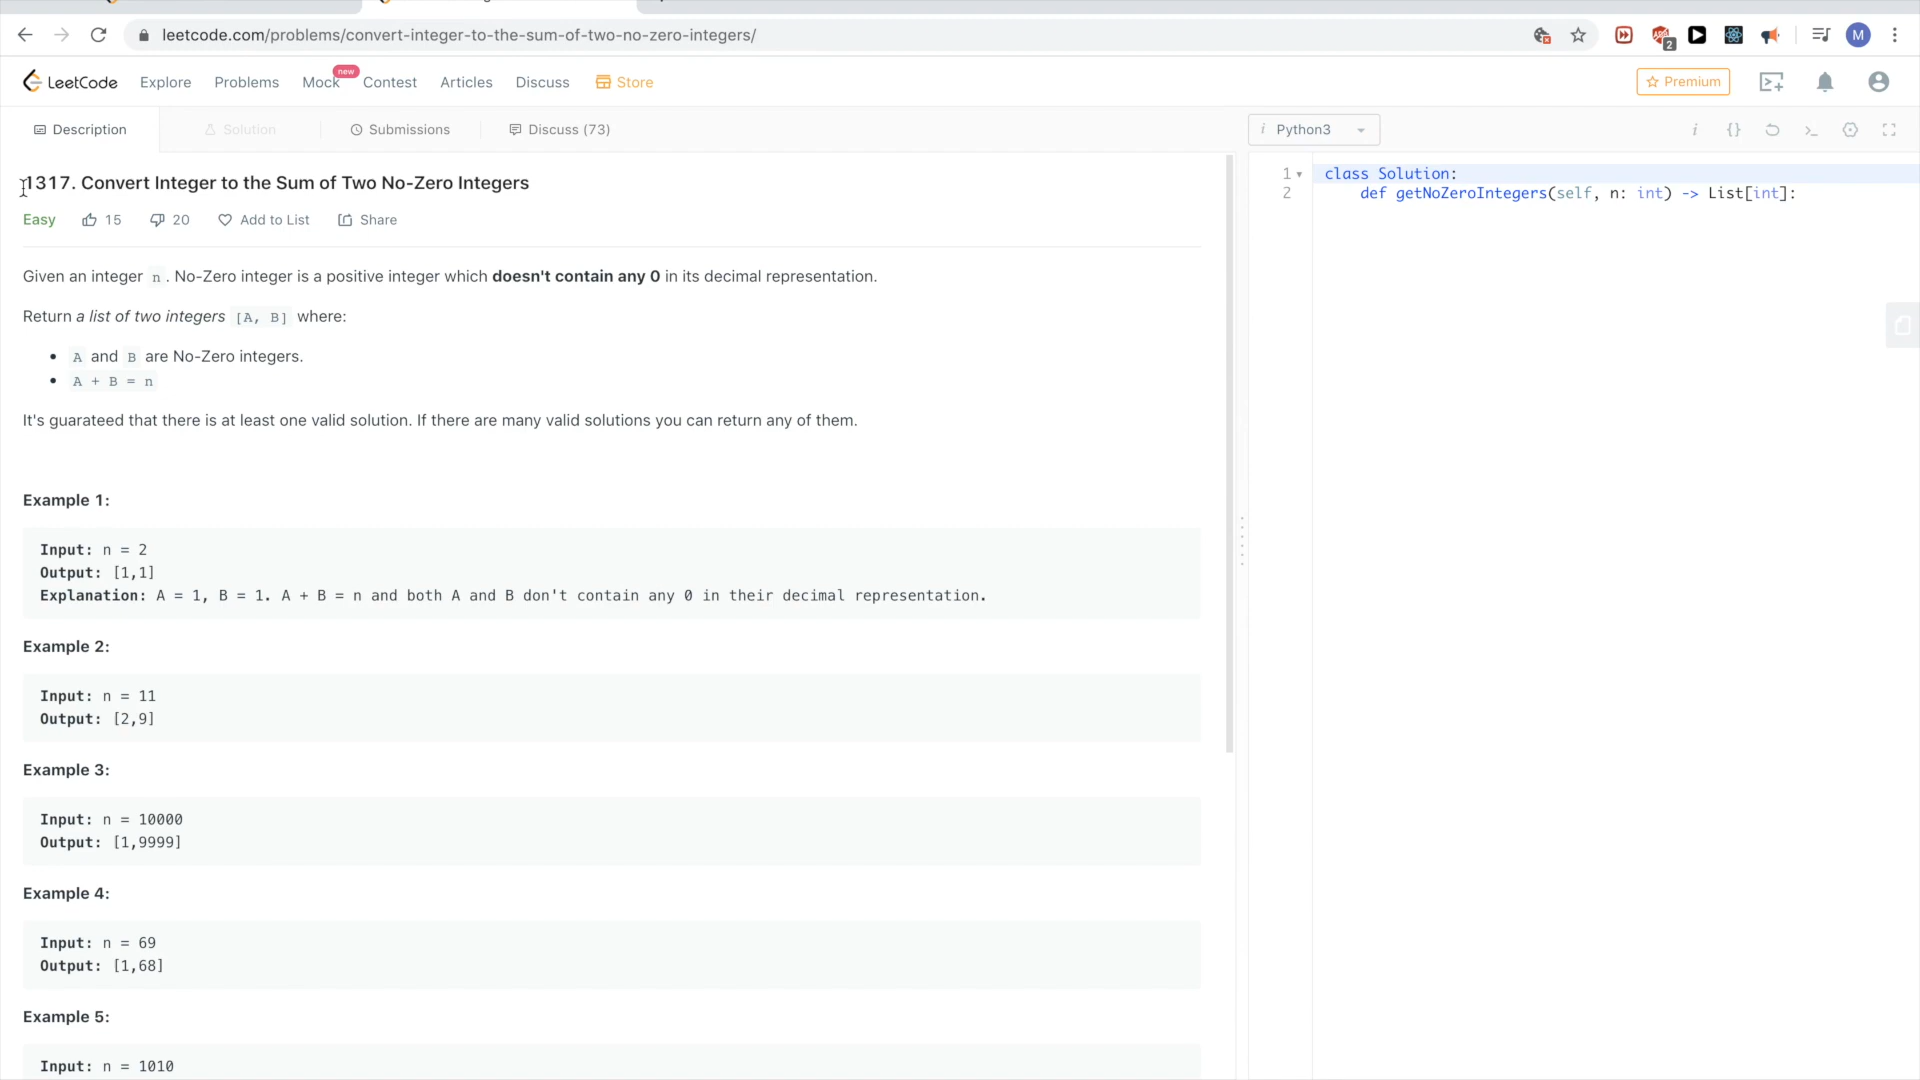 leetcode.com/problems/convert-integer-to-the-sum-of-two-no-zero-integers/
2
M
LeetCode Explore Problems Mock new Contest Articles Discuss Store Premium
Description Solution Submissions Discuss (73)
i Python3
1317. Convert Integer to the Sum of Two No-Zero Integers
Easy 15 20 Add to List Share
Given an integer n . No-Zero integer is a positive integer which doesn't contain any 0 in its decimal representation.
Return a list of two integers [A, B] where:
• A and B are No-Zero integers.
• A + B = n
It's guarateed that there is at least one valid solution. If there are many valid solutions you can return any of them.
Example 1:
Input: n = 2
Output: [1,1]
Explanation: A = 1, B = 1. A + B = n and both A and B don't contain any 0 in their decimal representation.
Example 2:
Input: n = 11
Output: [2,9]
Example 3:
Input: n = 10000
Output: [1,9999]
Example 4:
Input: n = 69
Output: [1,68]
Example 5:
Input: n = 1010
1 class Solution:
2 def getNoZeroIntegers(self, n: int) -> List[int]: